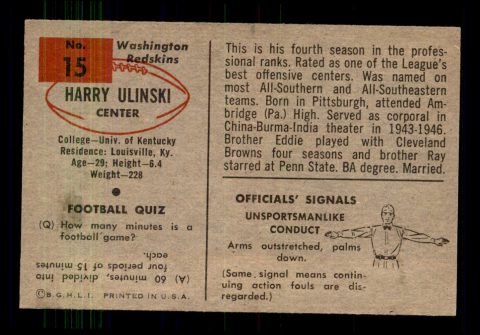 No.
15
Washington
Redskins
HARRY ULINSKI
CENTER
College—Univ. of Kentucky
Residence: Louisville, Ky.
Age—29; Height—6.4
Weight—228
FOOTBALL QUIZ
(Q) How many minutes is a
football game?
(A) 60 minutes, divided into
four periods of 15 minutes
each.
© B.G.H.L.I. PRINTED IN U.S.A.
This is his fourth season in the profes-
sional ranks. Rated as one of the League's
best offensive centers. Was named on
most All-Southern and All-Southeastern
teams. Born in Pittsburgh, attended Am-
bridge (Pa.) High. Served as corporal in
China-Burma-India theater in 1943-1946.
Brother Eddie played with Cleveland
Browns four seasons and brother Ray
starred at Penn State. BA degree. Married.
OFFICIALS' SIGNALS
UNSPORTSMANLIKE
CONDUCT
Arms outstretched, palms
down.
(Same signal means contin-
uing action fouls are dis-
regarded.)